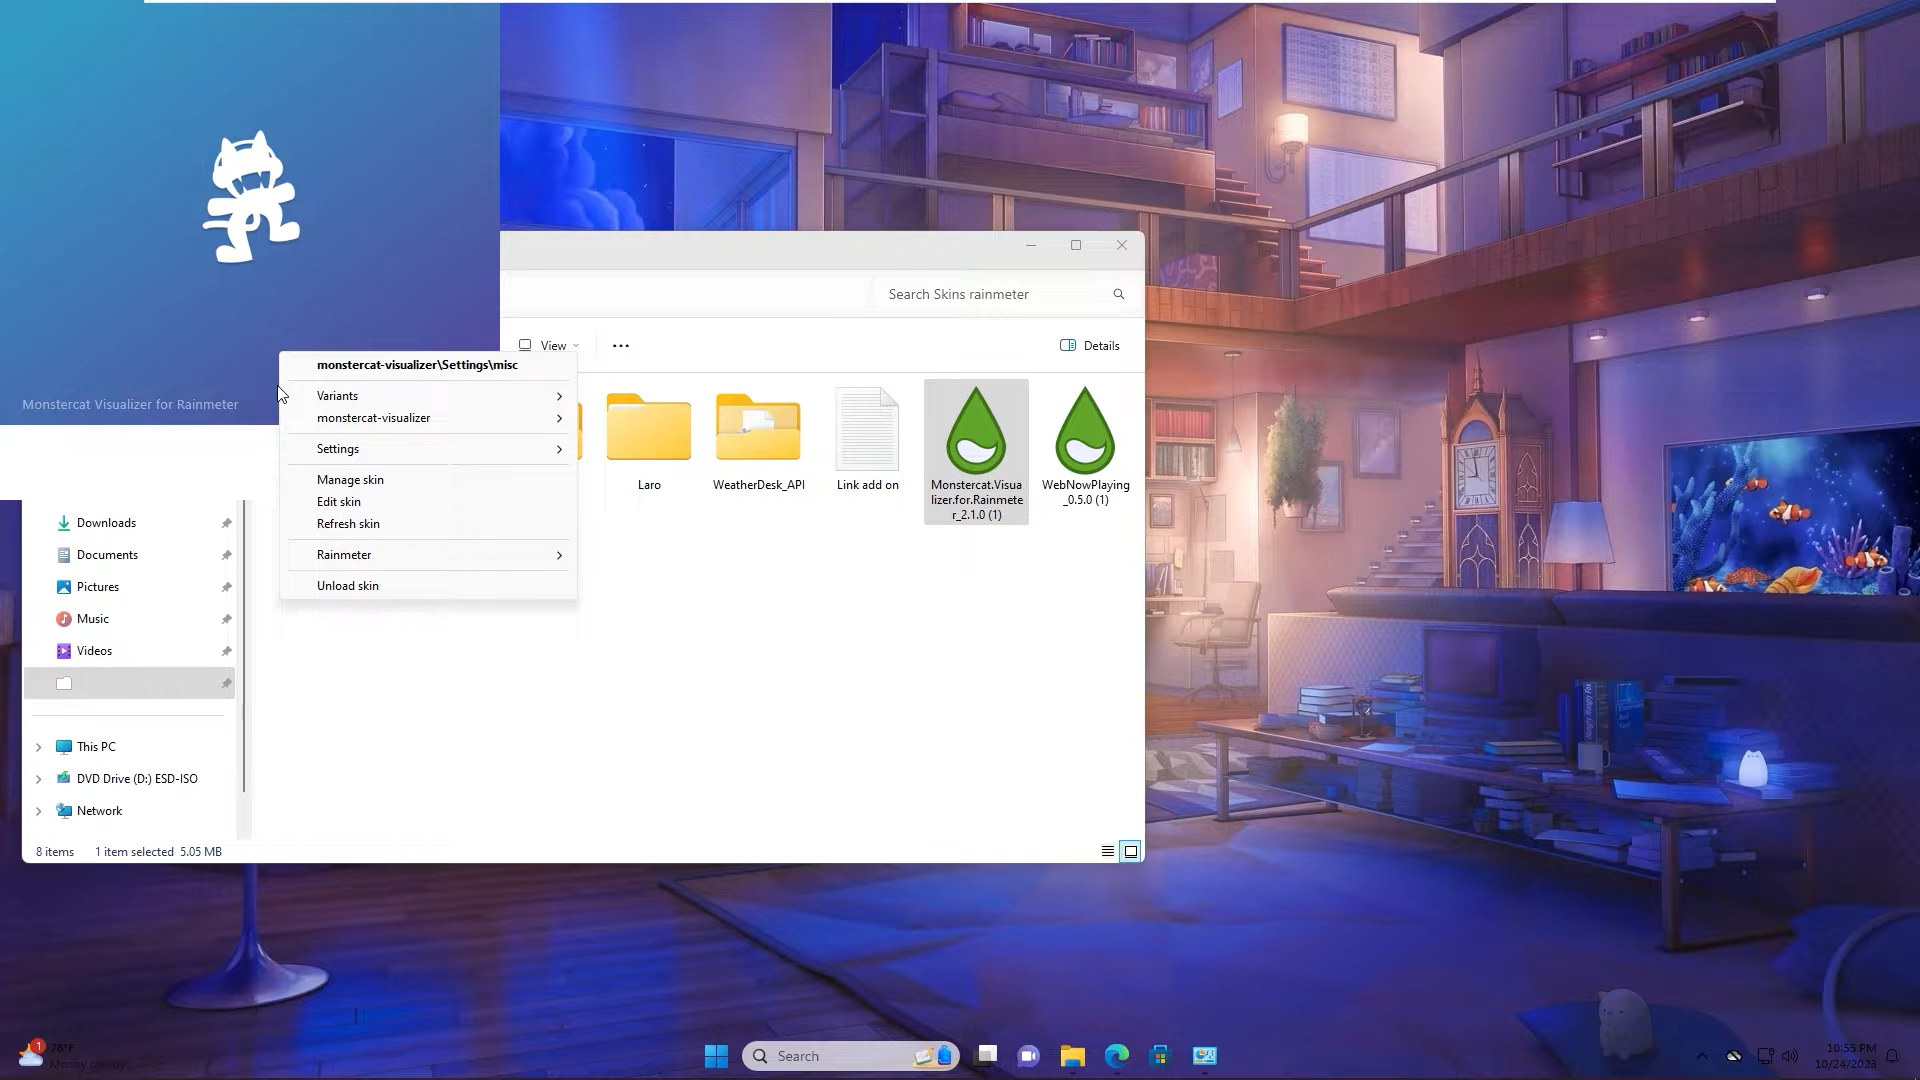 Monstercat Visualizer for Rainmeter
Search Skins rainmeter
View
Details
monstercat-visualizer\Settings\misc
Variants
monstercat-visualizer
Settings
Manage skin
Edit skin
Refresh skin
Rainmeter
Unload skin
Laro
WeatherDesk_API
Link add on
Monstercat.Visua
lizer.for.Rainmete
r_2.1.0 (1)
WebNowPlaying
_0.5.0 (1)
Downloads
Documents
Pictures
Music
Videos
This PC
DVD Drive (D:) ESD-ISO
Network
8 items 1 item selected 5.05 MB
1
78°F
Mostly cloudy
Search
10:55 PM